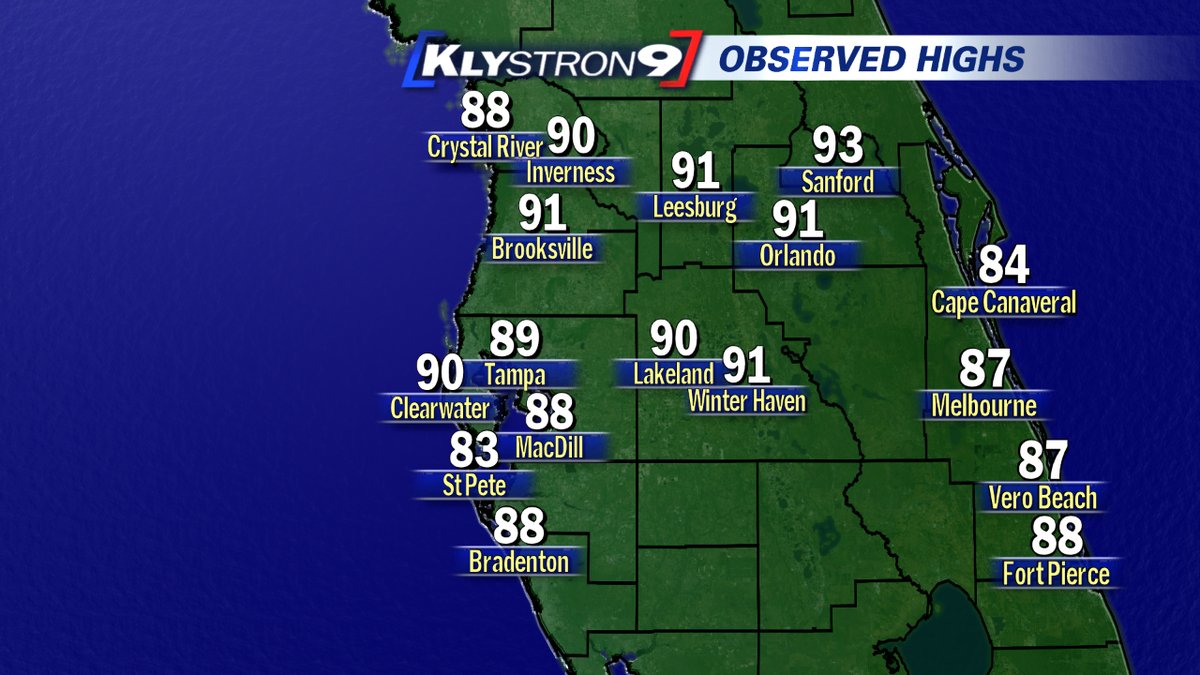 KLYSTRON 9
OBSERVED HIGHS
88
Crystal River
90
Inverness
91
Leesburg
93
Sanford
91
Brooksville
91
Orlando
84
Cape Canaveral
89
Tampa
90
Lakeland
91
Winter Haven
90
Clearwater
87
Melbourne
88
MacDill
83
St Pete
87
Vero Beach
88
Bradenton
88
Fort Pierce